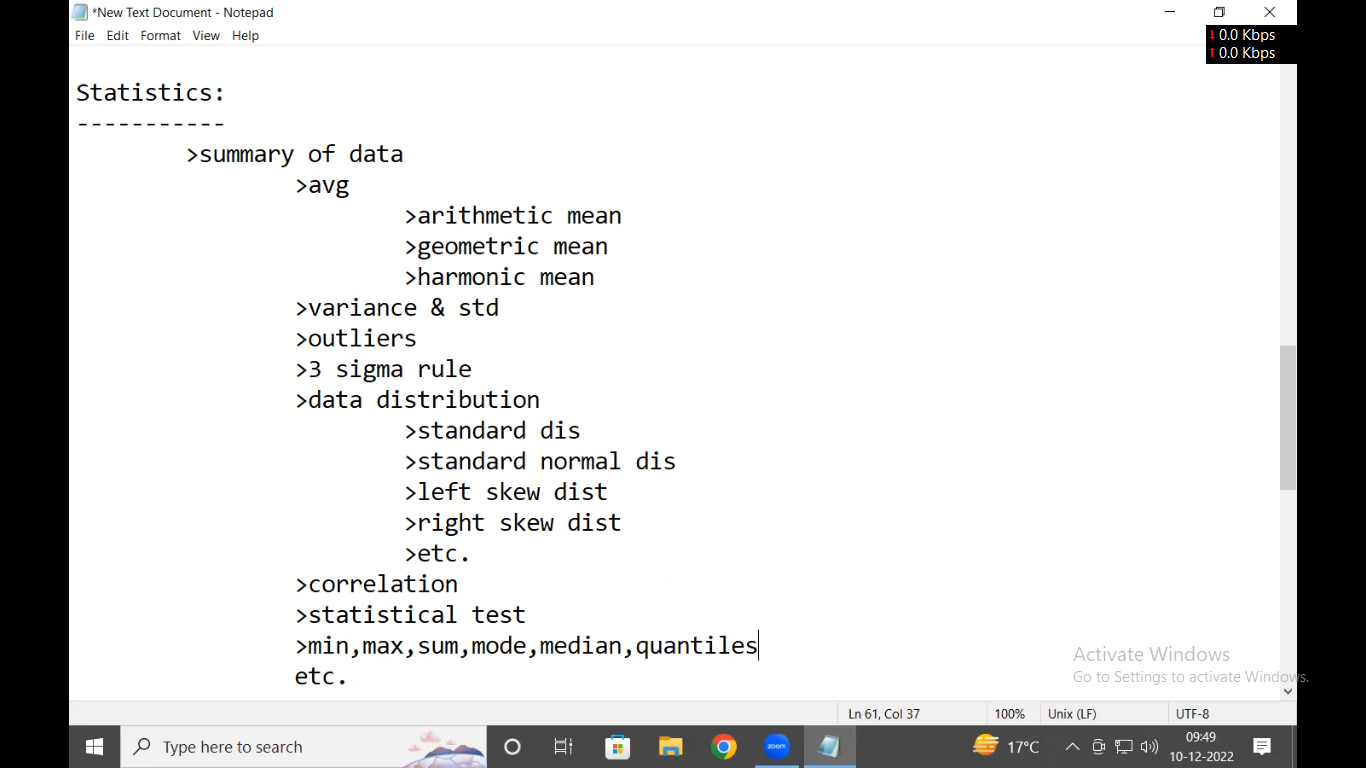 *New Text Document - Notepad
File Edit Format View Help
0.0 Kbps
0.0 Kbps
Statistics:
-----------
>summary of data
>avg
>arithmetic mean
>geometric mean
>harmonic mean
>variance & std
>outliers
>3 sigma rule
>data distribution
>standard dis
>standard normal dis
>left skew dist
>right skew dist
>etc.
>correlation
>statistical test
>min,max,sum,mode,median,quantiles
etc.
Activate Windows
Go to Settings to activate Windows.
Ln 61, Col 37 100% Unix (LF) UTF-8
Type here to search
zoom
17°C
09:49
10-12-2022